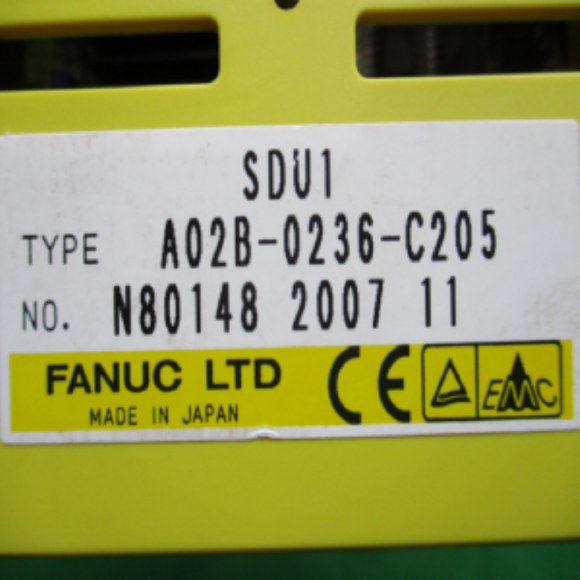 SDU1
TYPE A02B-0236-C205
NO. N80148 2007 11
FANUC LTD CE EMC
MADE IN JAPAN